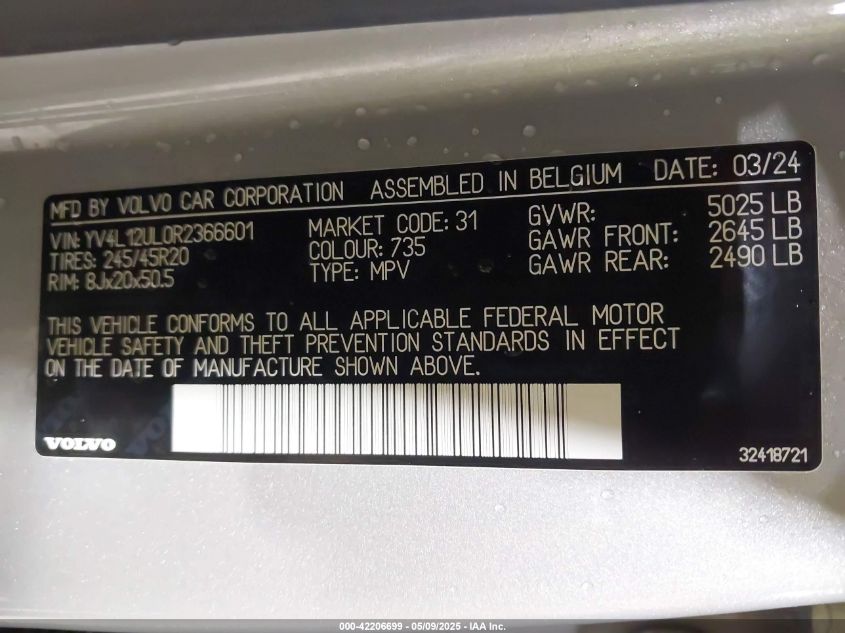 MFD BY VOLVO CAR CORPORATION ASSEMBLED IN BELGIUM DATE: 03/24
VIN: YV4L12UL0R2366601 MARKET CODE: 31 GVWR: 5025 LB
TIRES: 245/45R20 COLOUR: 735 GAWR FRONT: 2645 LB
RIM: 8Jx20x50.5 TYPE: MPV GAWR REAR: 2490 LB
THIS VEHICLE CONFORMS TO ALL APPLICABLE FEDERAL MOTOR
VEHICLE SAFETY AND THEFT PREVENTION STANDARDS IN EFFECT
ON THE DATE OF MANUFACTURE SHOWN ABOVE.
VOLVO
32418721
000-42206699 - 05/09/2025 - IAA Inc.